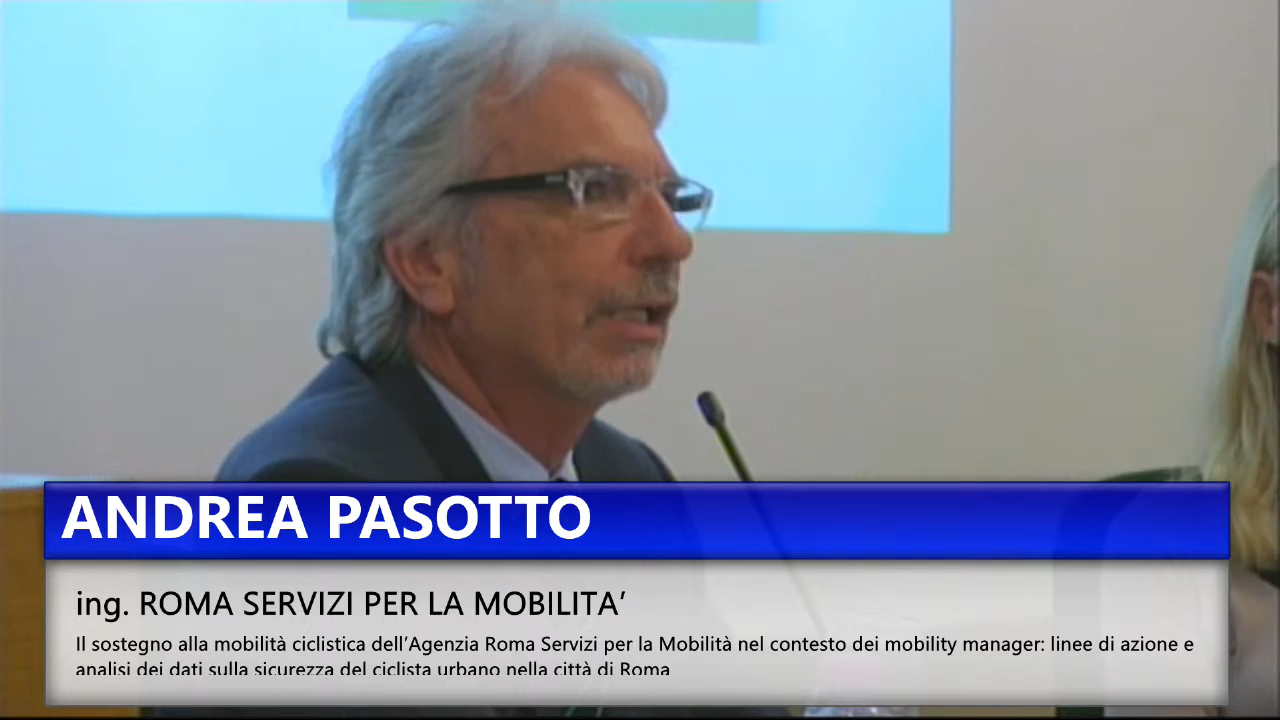 ANDREA PASOTTO
ing. ROMA SERVIZI PER LA MOBILITA’
Il sostegno alla mobilità ciclistica dell’Agenzia Roma Servizi per la Mobilità nel contesto dei mobility manager: linee di azione e
analisi dei dati sulla sicurezza del ciclista urbano nella città di Roma